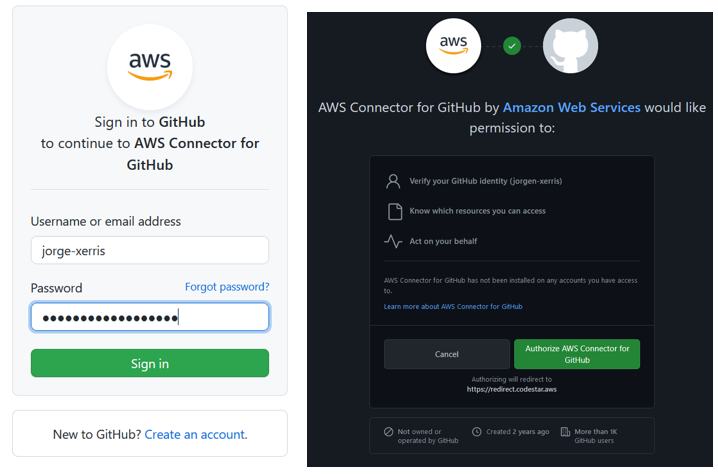 aws
Sign in to GitHub
to continue to AWS Connector for
GitHub
Username or email address
jorge-xerris
Password
Forgot password?
Sign in
New to GitHub? Create an account.
aws
AWS Connector for GitHub by Amazon Web Services would like
permission to:
Verify your GitHub identity (jorgen-xerris)
Know which resources you can access
Act on your behalf
AWS Connector for GitHub has not been installed on any accounts you have access
to.
Learn more about AWS Connector for GitHub
Cancel
Authorize AWS Connector for
GitHub
Authorizing will redirect to
https://redirect.codestar.aws
Not owned or
operated by GitHub
Created 2 years ago
More than 1K
GitHub users